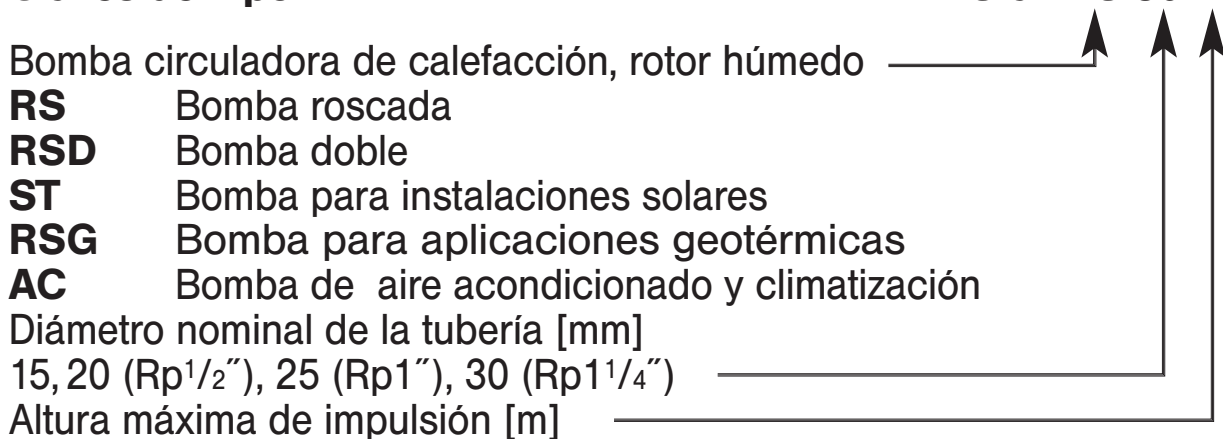 Bomba circuladora de calefacción, rotor húmedo
RS Bomba roscada
RSD Bomba doble
ST Bomba para instalaciones solares
RSG Bomba para aplicaciones geotérmicas
AC Bomba de aire acondicionado y climatización
Diámetro nominal de la tubería [mm]
15, 20 (Rp1/2˝), 25 (Rp1˝), 30 (Rp11/4˝)
Altura máxima de impulsión [m]